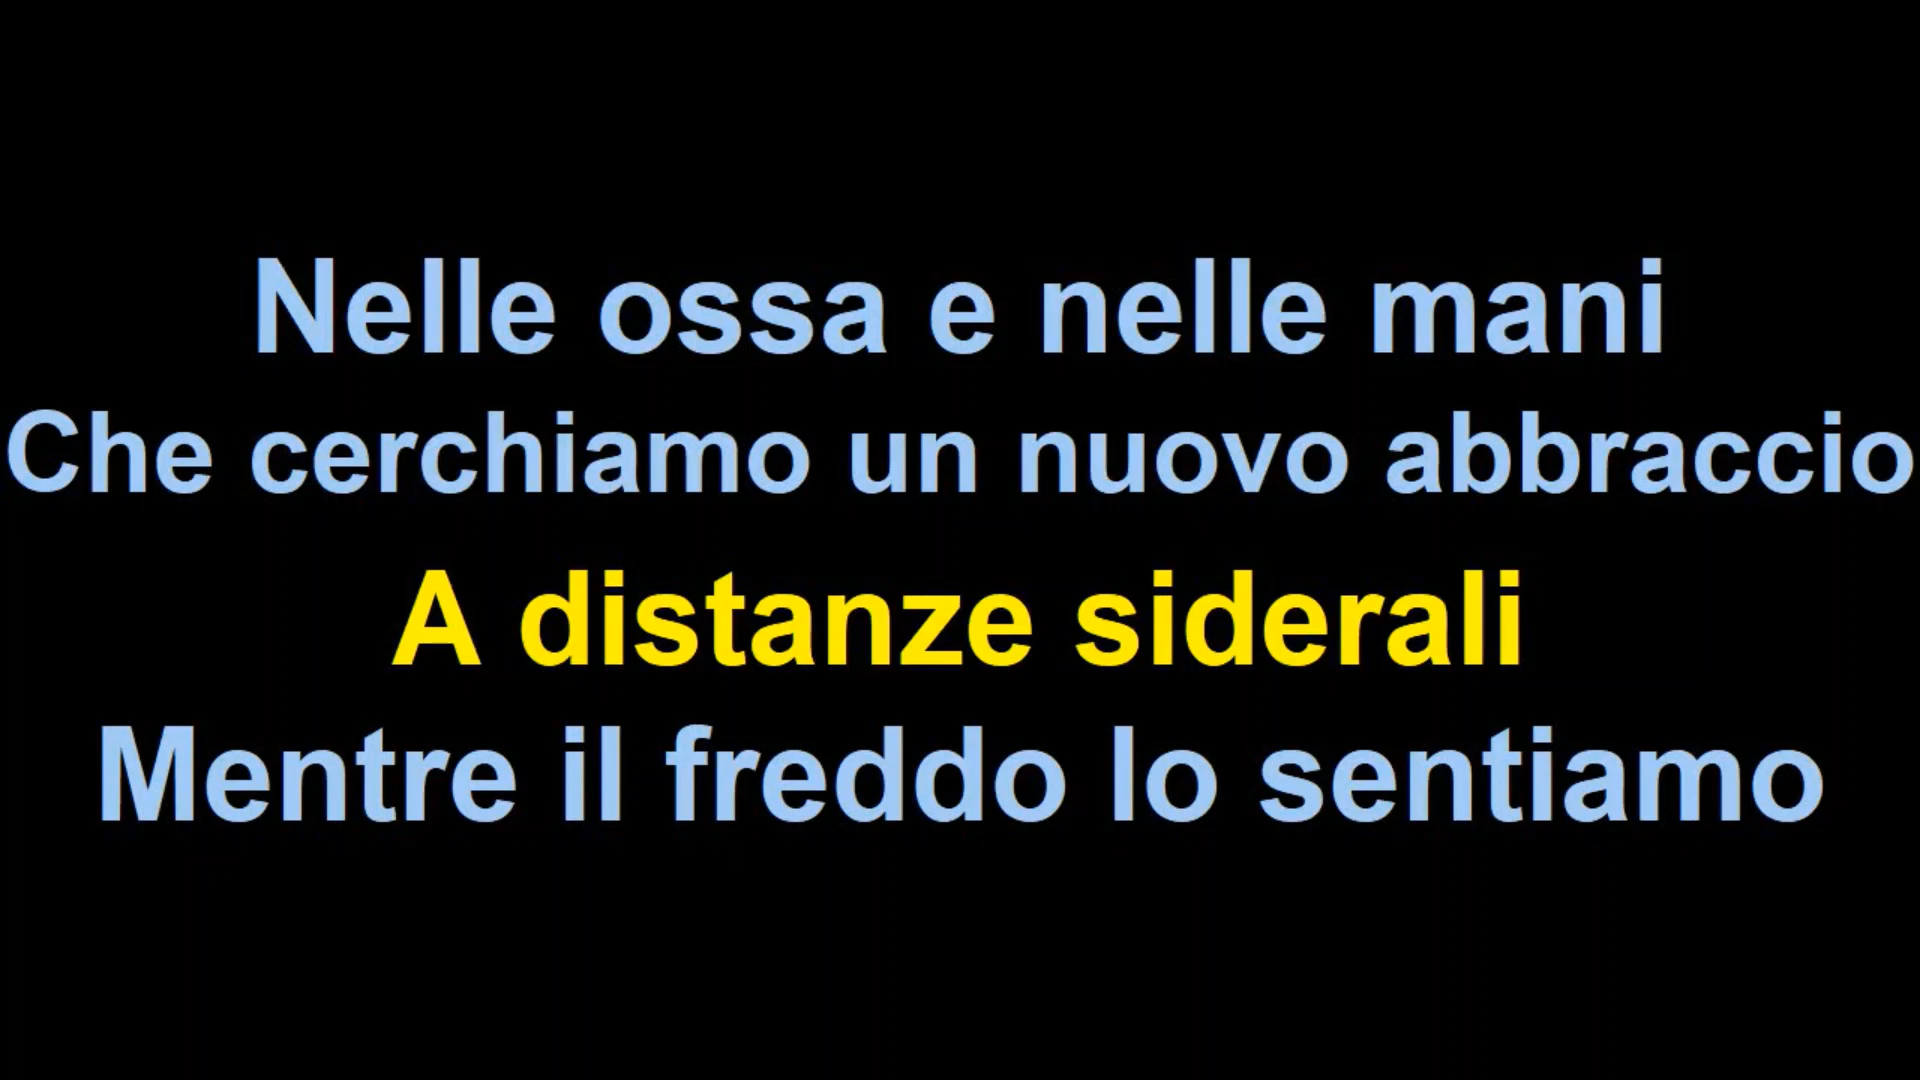 Nelle ossa e nelle mani
Che cerchiamo un nuovo abbraccio
A distanze siderali
Mentre il freddo lo sentiamo